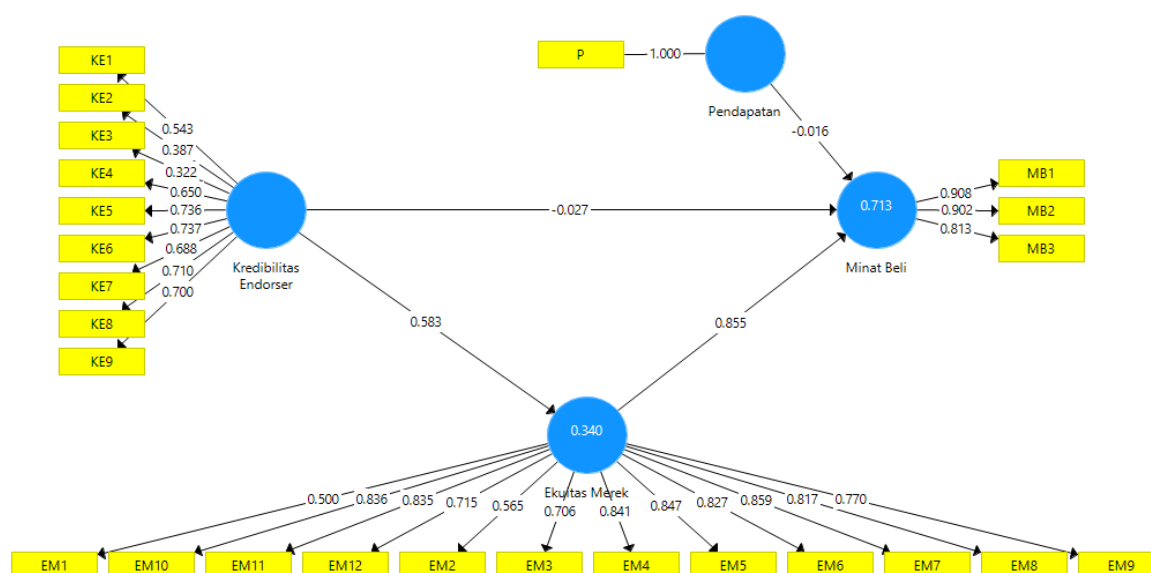 KE1
KE2
KE3
KE4
KE5
KE6
KE7
KE8
KE9
0.543
0.387
0.322
0.650
0.736
0.737
0.688
0.710
0.700
Kredibilitas
Endorser
P
1.000
Pendapatan
-0.016
-0.027
0.583
0.855
0.713
Minat Beli
0.908
0.902
0.813
MB1
MB2
MB3
0.340
Ekuitas Merek
0.500
0.836
0.835
0.715
0.565
0.706
0.841
0.847
0.827
0.859
0.817
0.770
EM1
EM10
EM11
EM12
EM2
EM3
EM4
EM5
EM6
EM7
EM8
EM9